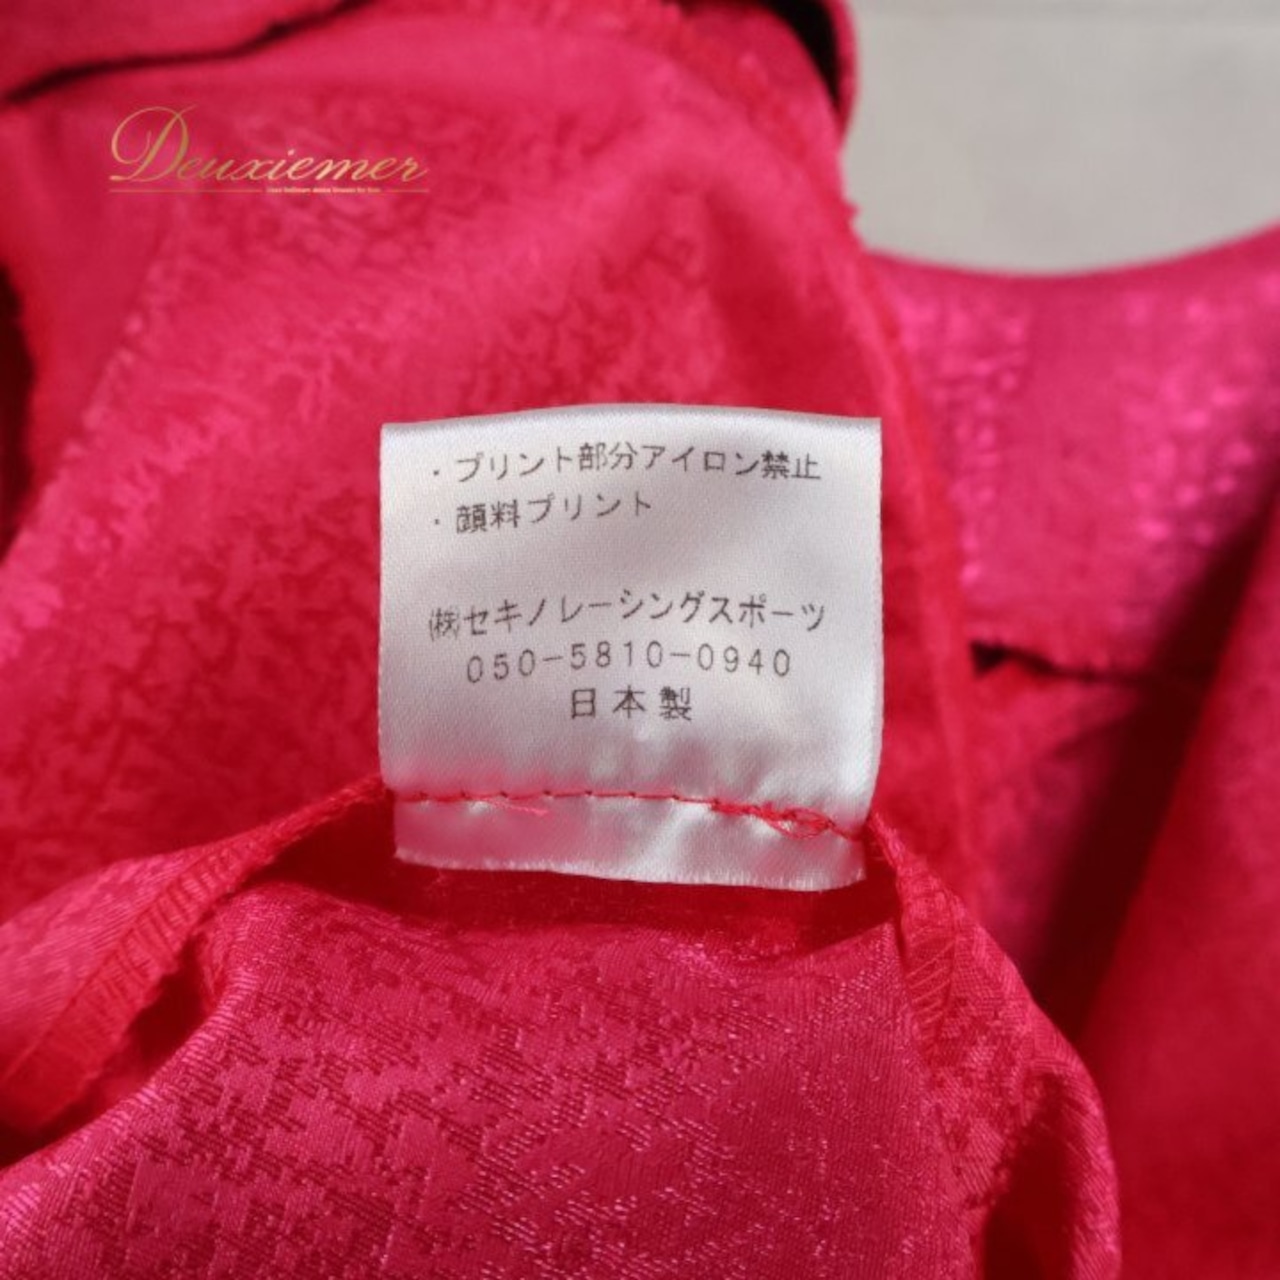 Deuxiemer
・プリント部分アイロン禁止
・顔料プリント
㈱セキノレーシングスポーツ
050-5810-0940
日本製